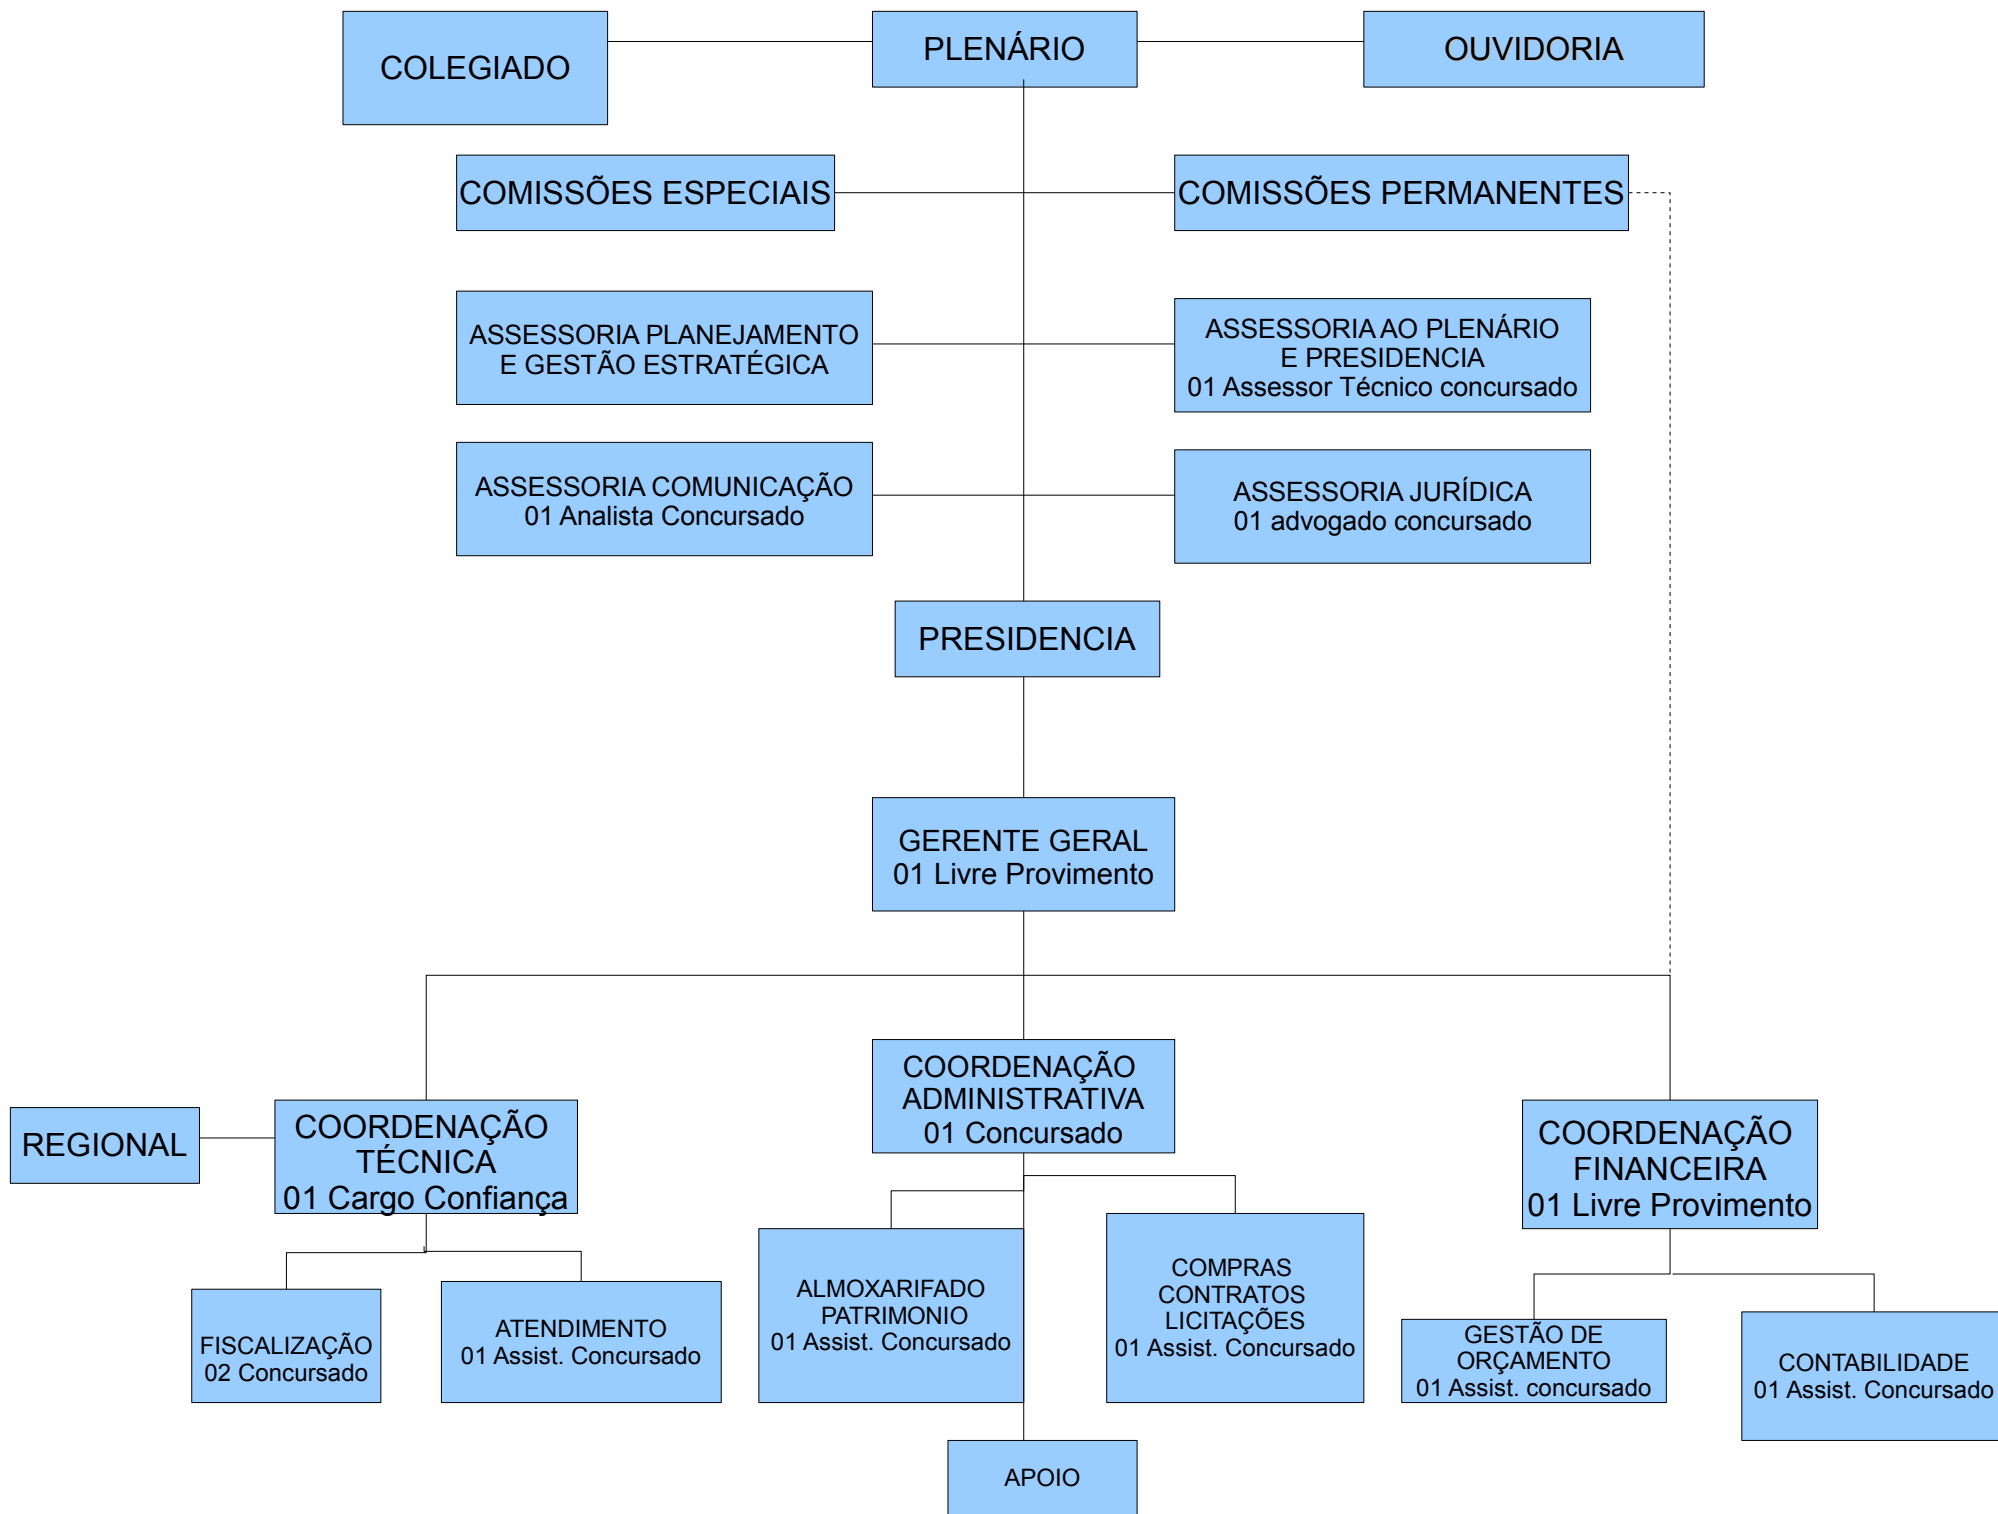 COLEGIADO
PLENÁRIO
OUVIDORIA
COMISSÕES ESPECIAIS
COMISSÕES PERMANENTES
ASSESSORIA PLANEJAMENTO
E GESTÃO ESTRATÉGICA
ASSESSORIA AO PLENÁRIO
E PRESIDENCIA
01 Assessor Técnico concursado
ASSESSORIA COMUNICAÇÃO
01 Analista Concursado
ASSESSORIA JURÍDICA
01 advogado concursado
PRESIDENCIA
GERENTE GERAL
01 Livre Provimento
REGIONAL
COORDENAÇÃO
TÉCNICA
01 Cargo Confiança
COORDENAÇÃO
ADMINISTRATIVA
01 Concursado
COORDENAÇÃO
FINANCEIRA
01 Livre Provimento
FISCALIZAÇÃO
02 Concursado
ATENDIMENTO
01 Assist. Concursado
ALMOXARIFADO
PATRIMONIO
01 Assist. Concursado
COMPRAS
CONTRATOS
LICITAÇÕES
01 Assist. Concursado
GESTÃO DE
ORÇAMENTO
01 Assist. concursado
CONTABILIDADE
01 Assist. Concursado
APOIO